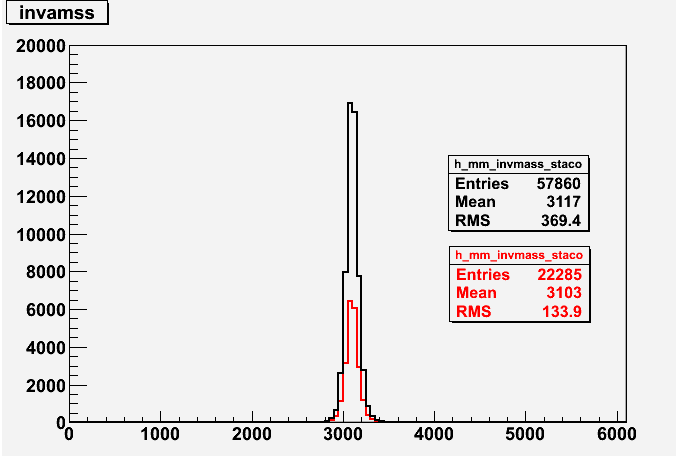 invamss
20000
18000
16000
14000
12000
10000
8000
6000
4000
2000
0
0 1000 2000 3000 4000 5000 6000
h_mm_invmass_staco
Entries 57860
Mean 3117
RMS 369.4
h_mm_invmass_staco
Entries 22285
Mean 3103
RMS 133.9